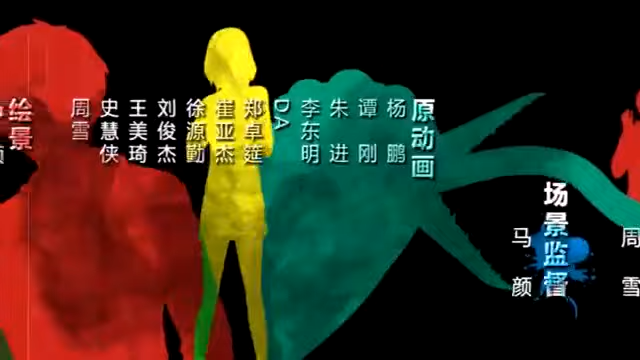 周雪
场景监督
马颜
原动画
杨鹏
谭刚
朱进
李东明
DA
郑卓筵
崔亚杰
徐源勤
刘俊杰
王美琦
史慧侠
周雪
绘景